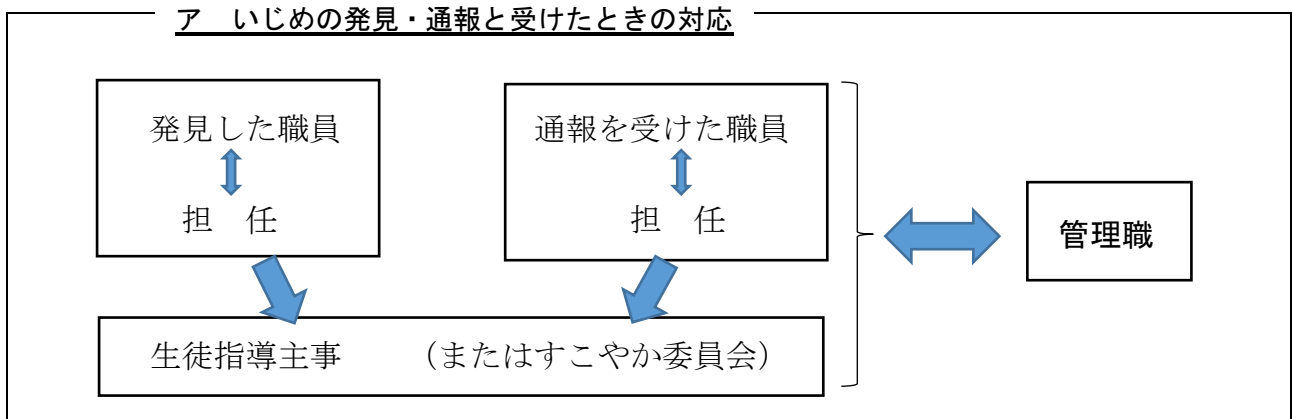 ア　いじめの発見・通報と受けたときの対応
発見した職員
担　任
通報を受けた職員
担　任
管理職
生徒指導主事　　（またはすこやか委員会）